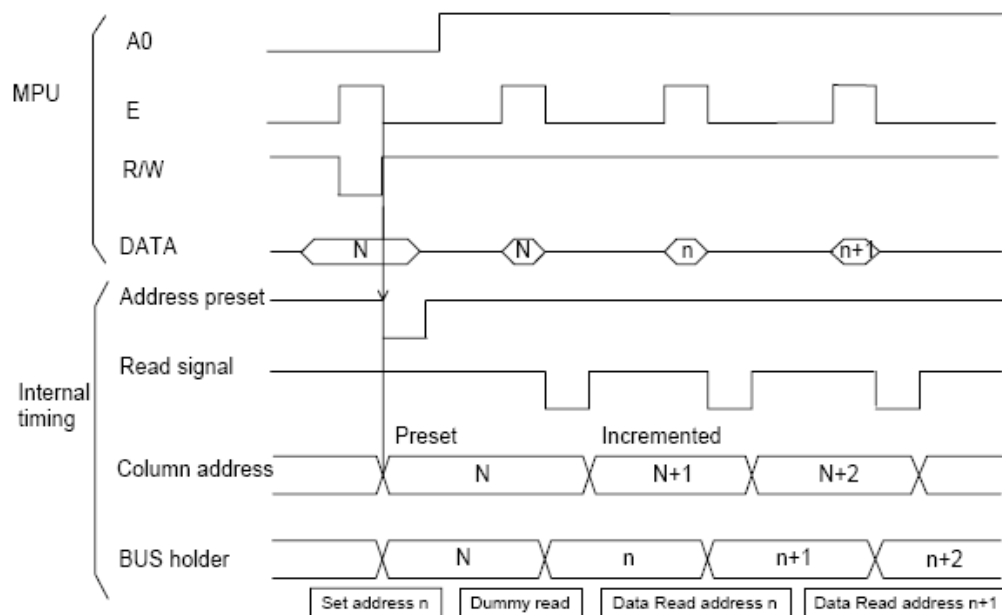 MPU
A0
E
R/W
DATA
N
N
n
n+1
Internal timing
Address preset
Read signal
Preset
Incremented
Column address
N
N+1
N+2
BUS holder
N
n
n+1
n+2
Set address n
Dummy read
Data Read address n
Data Read address n+1